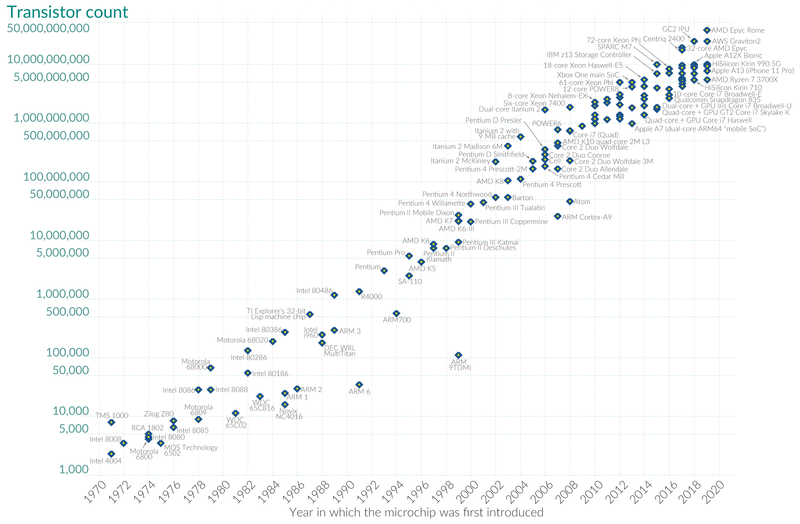 Transistor count
50,000,000,000
10,000,000,000
5,000,000,000
1,000,000,000
500,000,000
100,000,000
50,000,000
10,000,000
5,000,000
1,000,000
500,000
100,000
50,000
10,000
5,000
1,000
GC2 IPU
AMD Epyc Rome
72-core Xeon Phi
Centriq 2400
AWS Graviton2
SPARC M7
32-core AMD Epyc
IBM z13 Storage Controller
Apple A12X Bionic
18-core Xeon Haswell-E5
HiSilicon Kirin 990 5G
Xbox One main SoC
Apple A13 (iPhone 11 Pro)
61-core Xeon Phi
AMD Ryzen 7 3700X
12-core POWER8
HiSilicon Kirin 710
8-core Xeon Nehalem-EX
10-core Core i7 Broadwell-E
Six-core Xeon 7400
Qualcomm Snapdragon 835
Dual-core Itanium 2
Dual-core + GPU Iris Core i7 Broadwell-U
Quad-core + GPU GT2 Core i7 Skylake K
Pentium D Presler
POWER6
Quad-core + GPU Core i7 Haswell
Itanium 2 with
9 MB cache
Core i7 (Quad)
Apple A7 (dual-core ARM64 "mobile SoC")
AMD K10 quad-core 2M L3
Itanium 2 Madison 6M
Core 2 Duo Wolfdale
Pentium D Smithfield
Core 2 Duo Conroe
Itanium 2 McKinley
Cell
Core 2 Duo Wolfdale 3M
Pentium 4 Prescott-2M
Core 2 Duo Allendale
Pentium 4 Cedar Mill
AMD K8
Pentium 4 Prescott
Pentium 4 Northwood
Barton
Atom
Pentium 4 Willamette
Pentium III Tualatin
Pentium II Mobile Dixon
ARM Cortex-A9
AMD K7
Pentium III Coppermine
AMD K6-III
AMD K6
Pentium III Katmai
Pentium II Deschutes
Pentium Pro
Pentium II
Klamath
Pentium
AMD K5
SA-110
Intel 80486
R4000
TI Explorer's 32-bit
Lisp machine chip
ARM700
Intel 80386
Intel
i960
ARM 3
Motorola 68020
DEC WRL
MultiTitan
Intel 80286
Motorola
68000
ARM
9TDMI
Intel 80186
Intel 8086
Intel 8088
ARM 2
ARM 6
WDC
65C816
ARM 1
Novix
NC4016
TMS 1000
Zilog Z80
Motorola
6809
WDC
65C02
RCA 1802
Intel 8085
Intel 8008
Intel 8080
Motorola
6800
MOS Technology
6502
Intel 4004
1970 1972 1974 1976 1978 1980 1982 1984 1986 1988 1990 1992 1994 1996 1998 2000 2002 2004 2006 2008 2010 2012 2014 2016 2018 2020
Year in which the microchip was first introduced